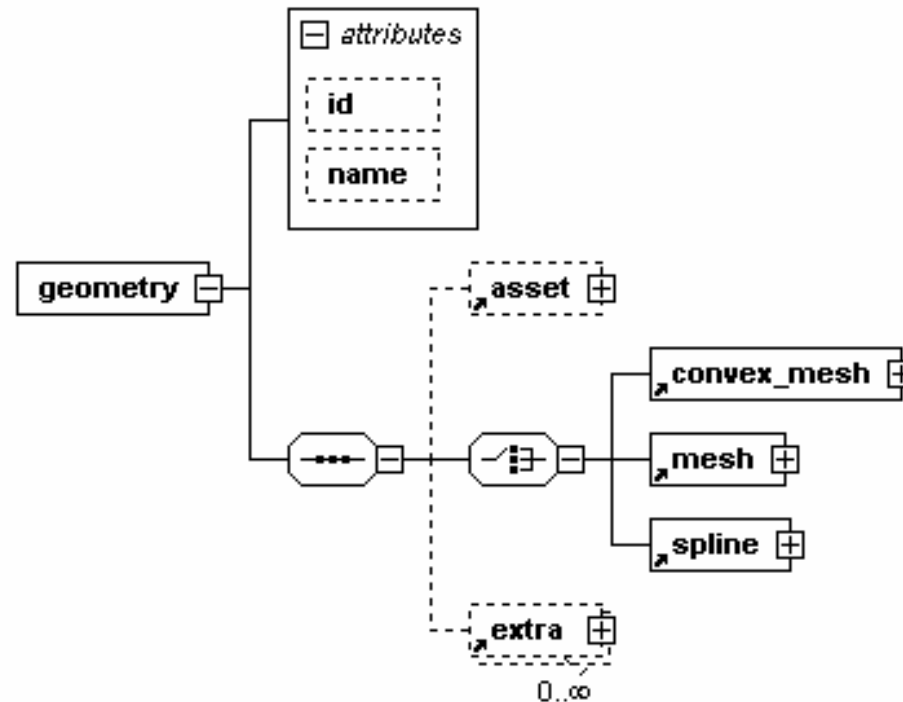 attributes
id
name
geometry
asset
convex_mesh
mesh
spline
extra
0..∞